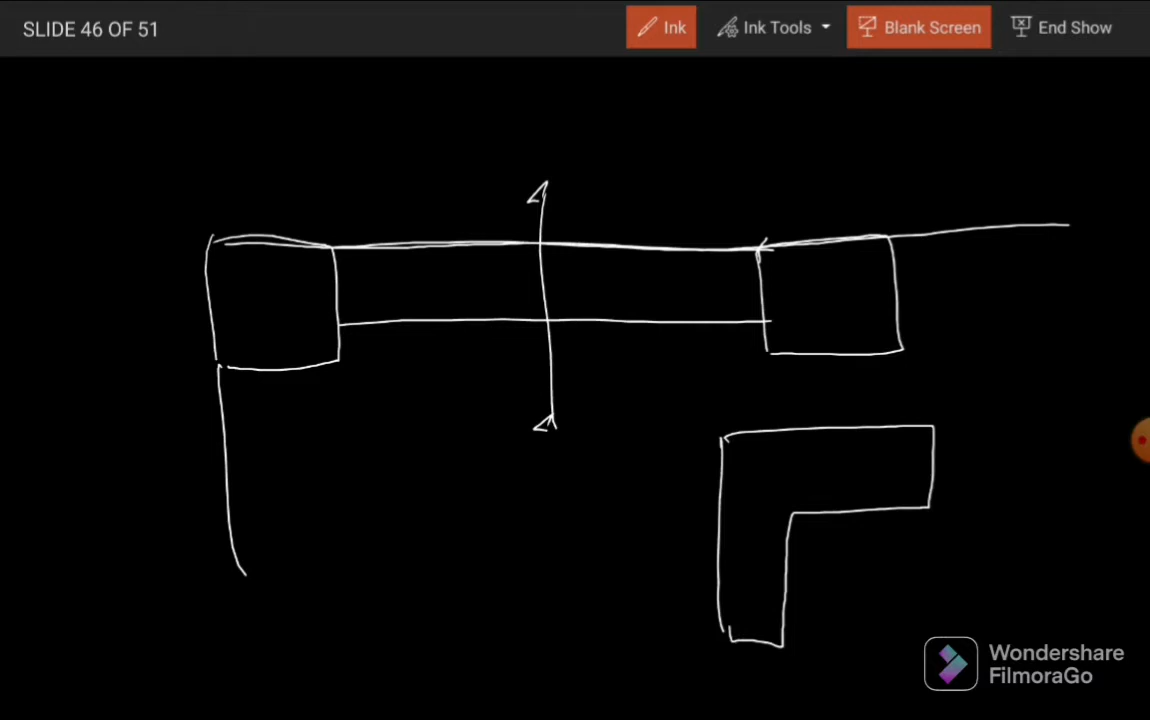 SLIDE 46 OF 51 Ink Ink Tools Blank Screen End Show
Wondershare
FilmoraGo